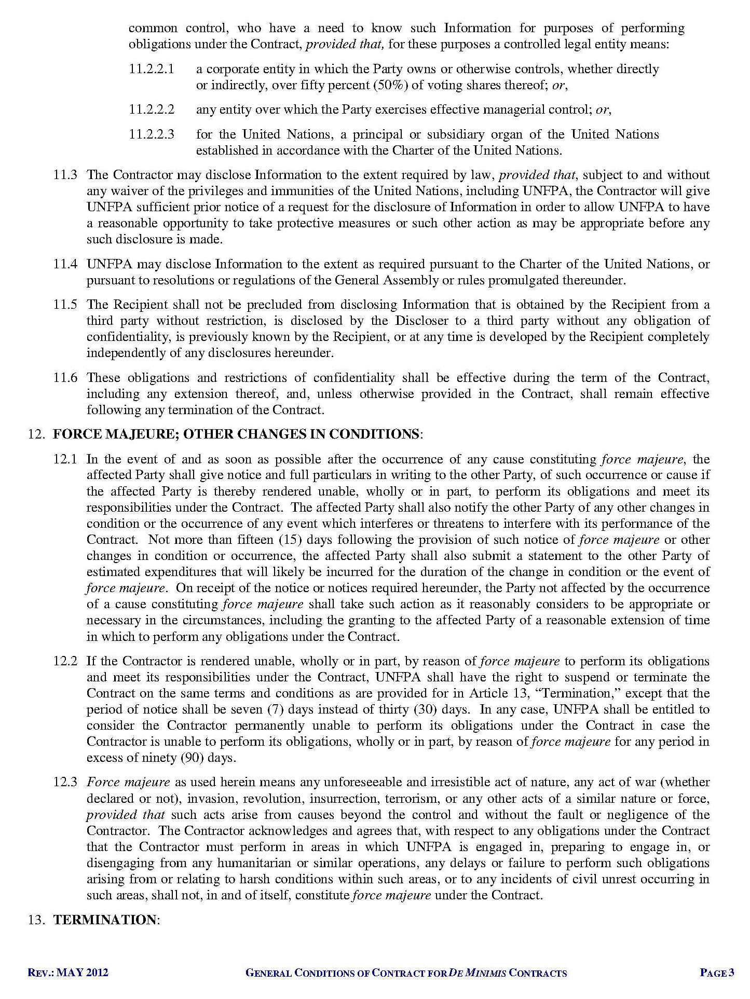 common control, who have a need to know such Information for purposes of performing
obligations under the Contract, provided that, for these purposes a controlled legal entity means:
11.2.2.1 a corporate entity in which the Party owns or otherwise controls, whether directly
or indirectly, over fifty percent (50%) of voting shares thereof; or,
11.2.2.2 any entity over which the Party exercises effective managerial control; or,
11.2.2.3 for the United Nations, a principal or subsidiary organ of the United Nations
established in accordance with the Charter of the United Nations.
11.3 The Contractor may disclose Information to the extent required by law, provided that, subject to and without
any waiver of the privileges and immunities of the United Nations, including UNFPA, the Contractor will give
UNFPA sufficient prior notice of a request for the disclosure of Information in order to allow UNFPA to have
a reasonable opportunity to take protective measures or such other action as may be appropriate before any
such disclosure is made.
11.4 UNFPA may disclose Information to the extent as required pursuant to the Charter of the United Nations, or
pursuant to resolutions or regulations of the General Assembly or rules promulgated thereunder.
11.5 The Recipient shall not be precluded from disclosing Information that is obtained by the Recipient from a
third party without restriction, is disclosed by the Discloser to a third party without any obligation of
confidentiality, is previously known by the Recipient, or at any time is developed by the Recipient completely
independently of any disclosures hereunder.
11.6 These obligations and restrictions of confidentiality shall be effective during the term of the Contract,
including any extension thereof, and, unless otherwise provided in the Contract, shall remain effective
following any termination of the Contract.
12. FORCE MAJEURE; OTHER CHANGES IN CONDITIONS:
12.1 In the event of and as soon as possible after the occurrence of any cause constituting force majeure, the
affected Party shall give notice and full particulars in writing to the other Party, of such occurrence or cause if
the affected Party is thereby rendered unable, wholly or in part, to perform its obligations and meet its
responsibilities under the Contract. The affected Party shall also notify the other Party of any other changes in
condition or the occurrence of any event which interferes or threatens to interfere with its performance of the
Contract. Not more than fifteen (15) days following the provision of such notice of force majeure or other
changes in condition or occurrence, the affected Party shall also submit a statement to the other Party of
estimated expenditures that will likely be incurred for the duration of the change in condition or the event of
force majeure. On receipt of the notice or notices required hereunder, the Party not affected by the occurrence
of a cause constituting force majeure shall take such action as it reasonably considers to be appropriate or
necessary in the circumstances, including the granting to the affected Party of a reasonable extension of time
in which to perform any obligations under the Contract.
12.2 If the Contractor is rendered unable, wholly or in part, by reason of force majeure to perform its obligations
and meet its responsibilities under the Contract, UNFPA shall have the right to suspend or terminate the
Contract on the same terms and conditions as are provided for in Article 13, “Termination,” except that the
period of notice shall be seven (7) days instead of thirty (30) days. In any case, UNFPA shall be entitled to
consider the Contractor permanently unable to perform its obligations under the Contract in case the
Contractor is unable to perform its obligations, wholly or in part, by reason of force majeure for any period in
excess of ninety (90) days.
12.3 Force majeure as used herein means any unforeseeable and irresistible act of nature, any act of war (whether
declared or not), invasion, revolution, insurrection, terrorism, or any other acts of a similar nature or force,
provided that such acts arise from causes beyond the control and without the fault or negligence of the
Contractor. The Contractor acknowledges and agrees that, with respect to any obligations under the Contract
that the Contractor must perform in areas in which UNFPA is engaged in, preparing to engage in, or
disengaging from any humanitarian or similar operations, any delays or failure to perform such obligations
arising from or relating to harsh conditions within such areas, or to any incidents of civil unrest occurring in
such areas, shall not, in and of itself, constitute force majeure under the Contract.
13. TERMINATION:
REV.: MAY 2012 GENERAL CONDITIONS OF CONTRACT FOR DE MINIMIS CONTRACTS PAGE 3